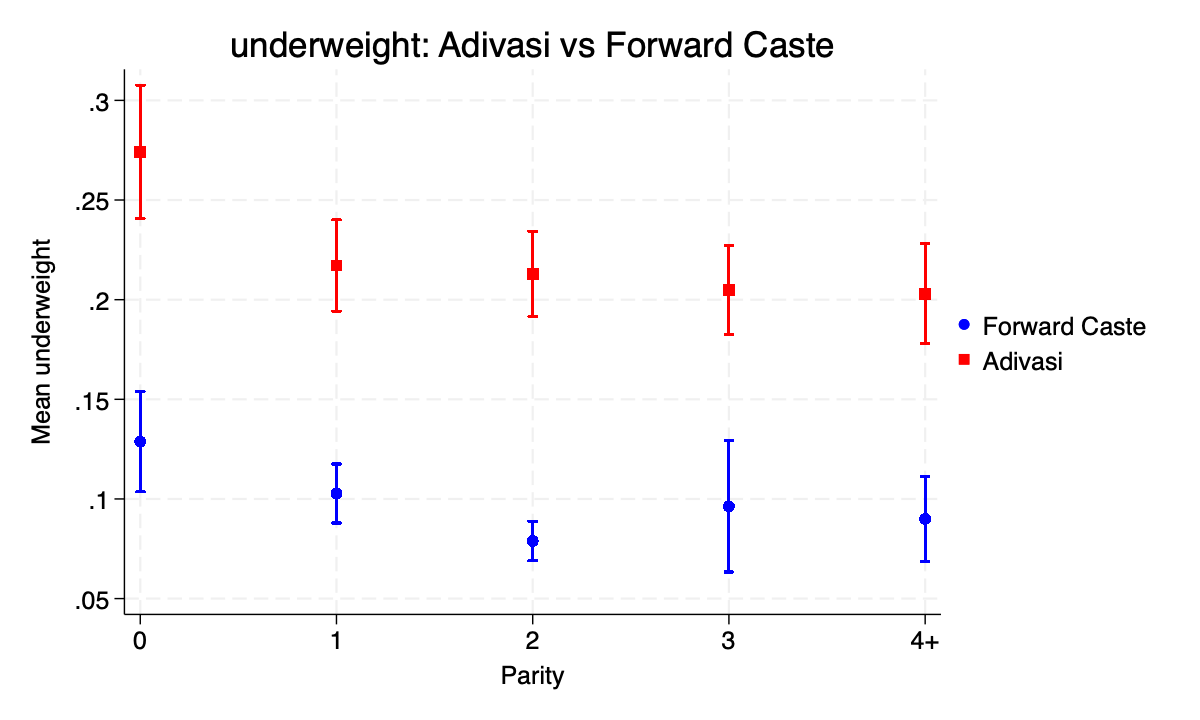 underweight: Adivasi vs Forward Caste
Mean underweight
.3
.25
.2
.15
.1
.05
0 1 2 3 4+
Parity
Forward Caste
Adivasi